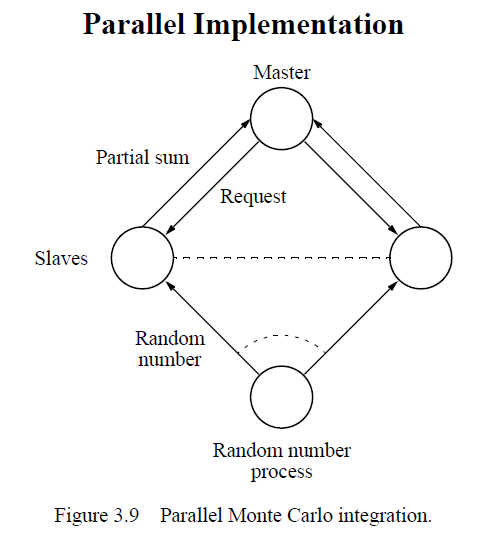 Parallel Implementation
Master
Partial sum
Request
Slaves
Random
number
Random number
process
Figure 3.9 Parallel Monte Carlo integration.